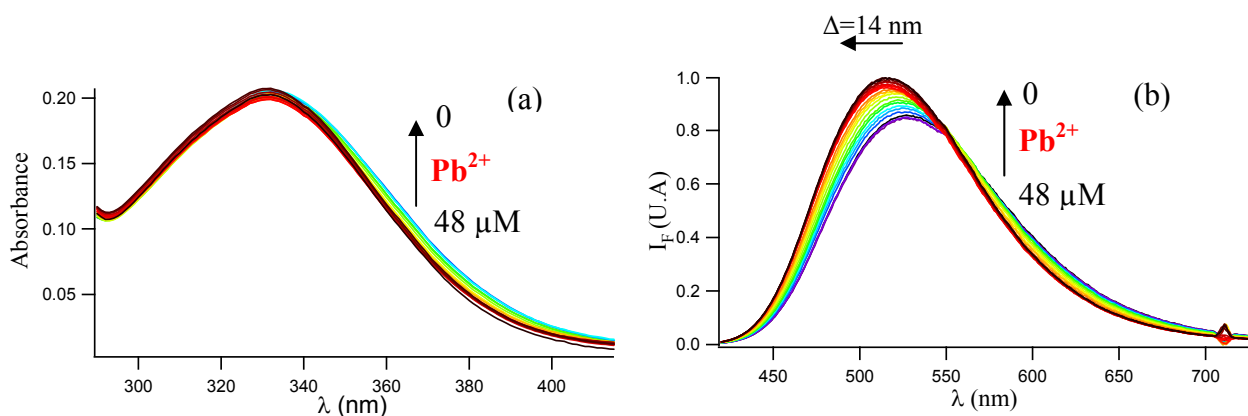 Δ=14 nm
(a)
0
Pb²⁺
48 µM
Absorbance
0.20
0.15
0.10
0.05
300
320
340
360
380
400
λ (nm)
(b)
0
Pb²⁺
48 µM
I_F (U.A)
1.0
0.8
0.6
0.4
0.2
0.0
450
500
550
600
650
700
λ (nm)